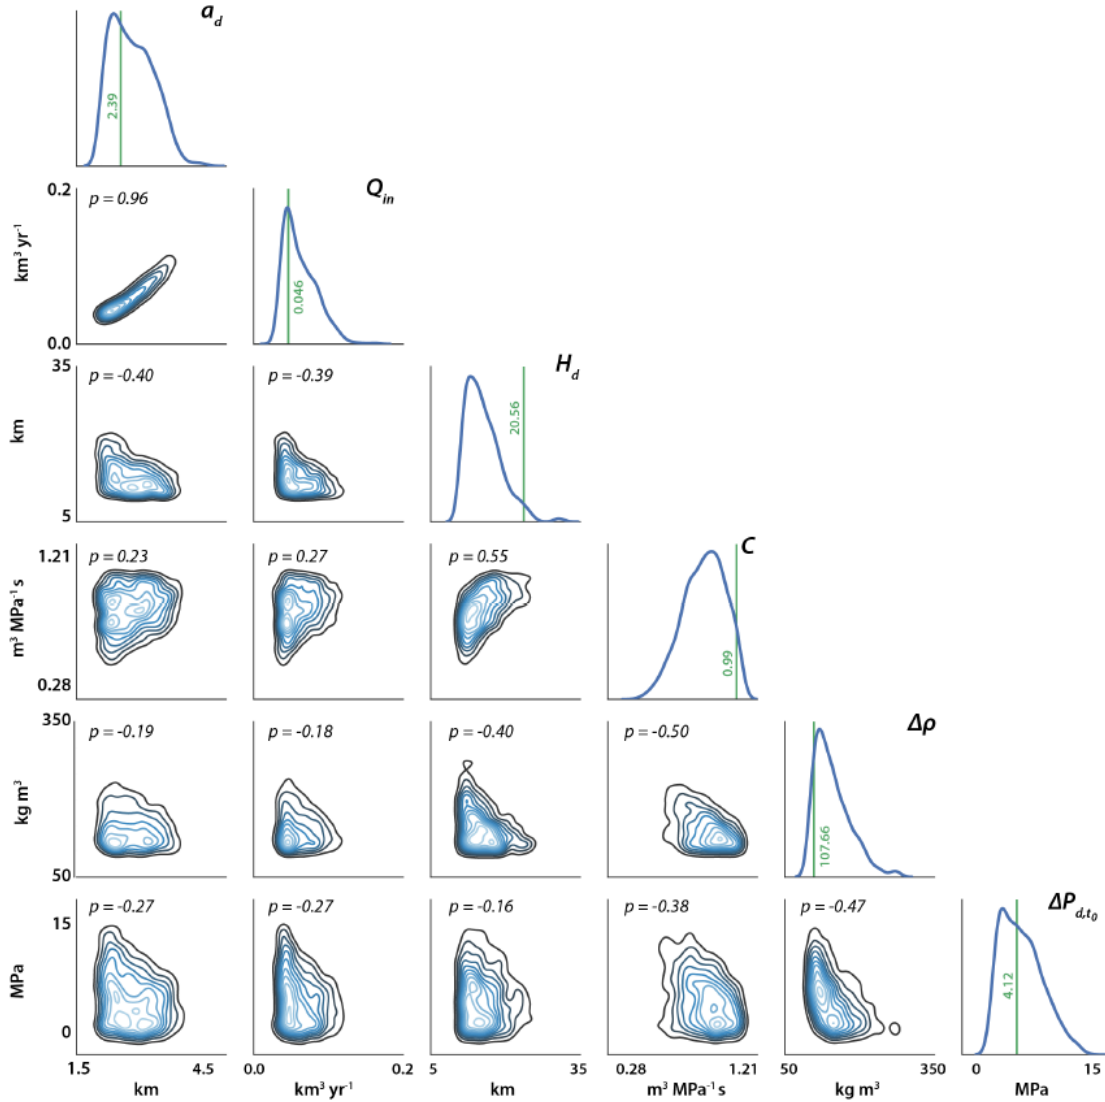 a_d
2.39
0.2
km³ yr⁻¹
0.0
p = 0.96
Q_in
0.046
35
km
5
p = -0.40
p = -0.39
H_d
20.56
1.21
m³ MPa⁻¹ s
0.28
p = 0.23
p = 0.27
p = 0.55
C
0.99
350
kg m³
50
p = -0.19
p = -0.18
p = -0.40
p = -0.50
Δρ
107.66
15
MPa
0
p = -0.27
p = -0.27
p = -0.16
p = -0.38
p = -0.47
ΔP_d,t₀
4.12
1.5 4.5 0.0 0.2 5 35 0.28 1.21 50 350 0 15
km km³ yr⁻¹ km m³ MPa⁻¹ s kg m³ MPa